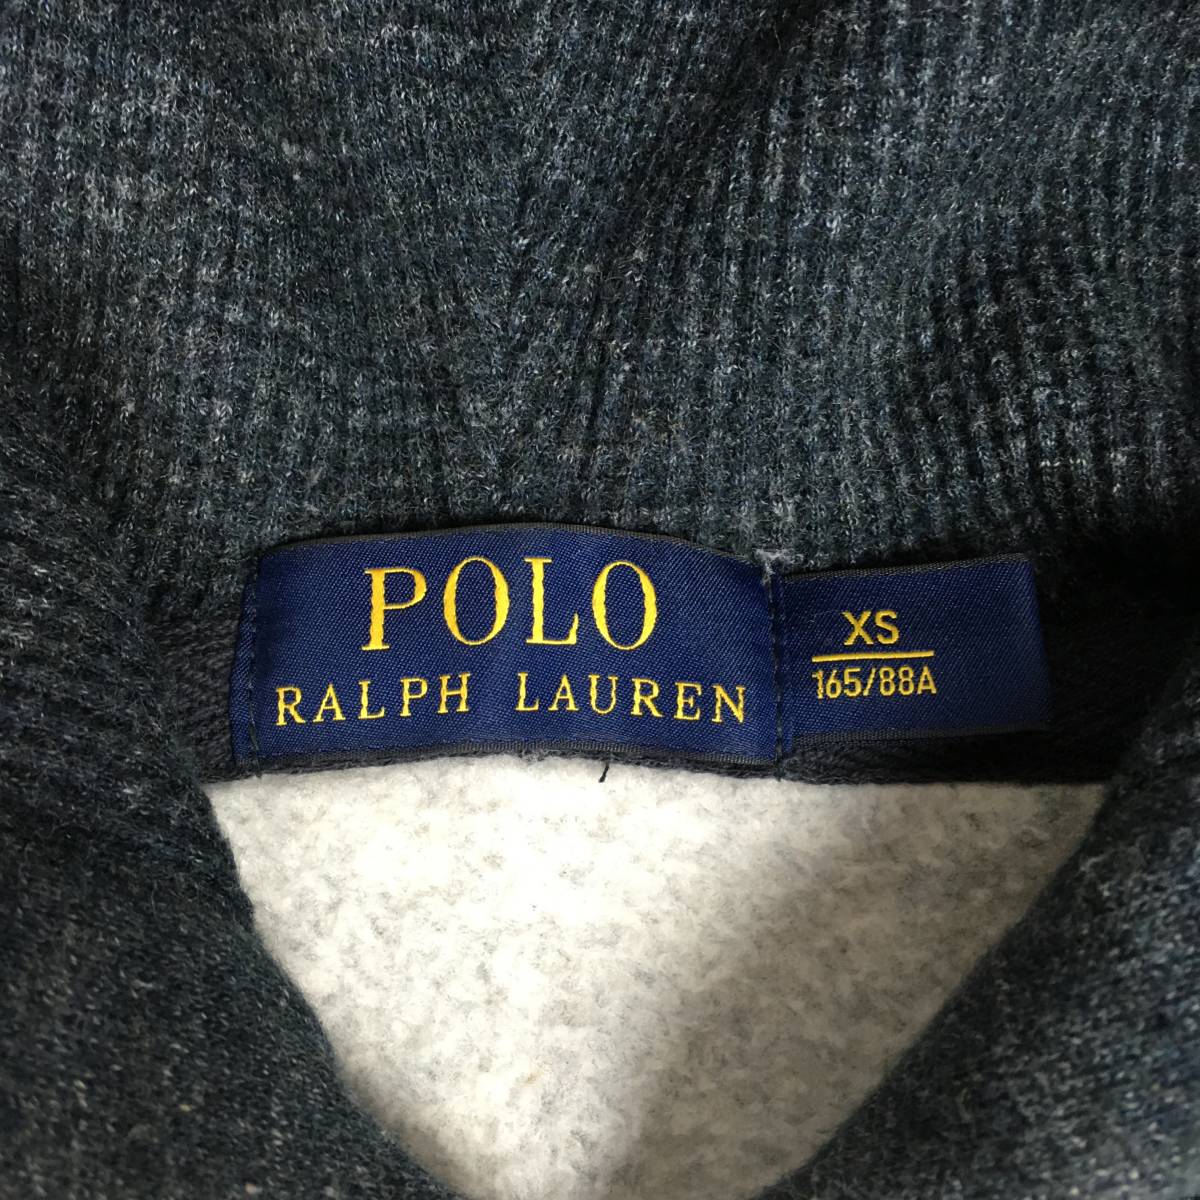 POLO
RALPH LAUREN
XS
165/88A